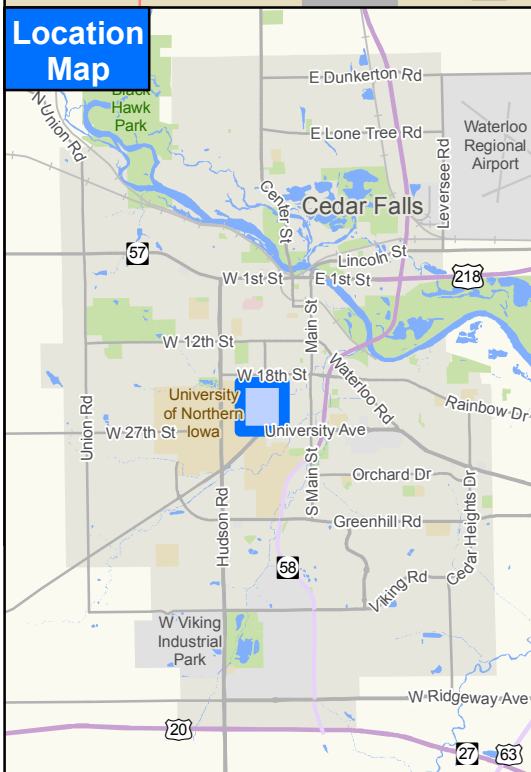 Location
Map
Black
Hawk
Park
N Union Rd
E Dunkerton Rd
E Lone Tree Rd
Leversee Rd
Waterloo
Regional
Airport
Center St
Cedar Falls
57
Lincoln St
W 1st St
E 1st St
218
Main St
W 12th St
W 18th St
Waterloo Rd
University
of Northern
Iowa
Rainbow Dr
Union Rd
W 27th St
University Ave
S Main St
Orchard Dr
Hudson Rd
Greenhill Rd
Cedar Heights Dr
58
Viking Rd
W Viking
Industrial
Park
W Ridgeway Ave
20
27
63